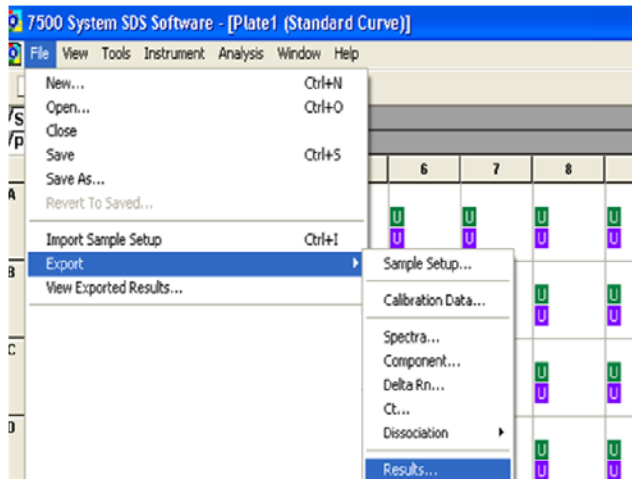 7500 System SDS Software - [Plate1 (Standard Curve)]
File View Tools Instrument Analysis Window Help
New... Ctrl+N
Open... Ctrl+O
Close
Save Ctrl+S
Save As...
Revert To Saved...
Import Sample Setup Ctrl+I
Export
View Exported Results...
6 7 8
A
U U U U
U U U U
Sample Setup...
Calibration Data...
Spectra...
Component...
Delta Rn...
Ct...
Dissociation
Results...
B
U U
U U
C
U U
U U
D
U U
U U